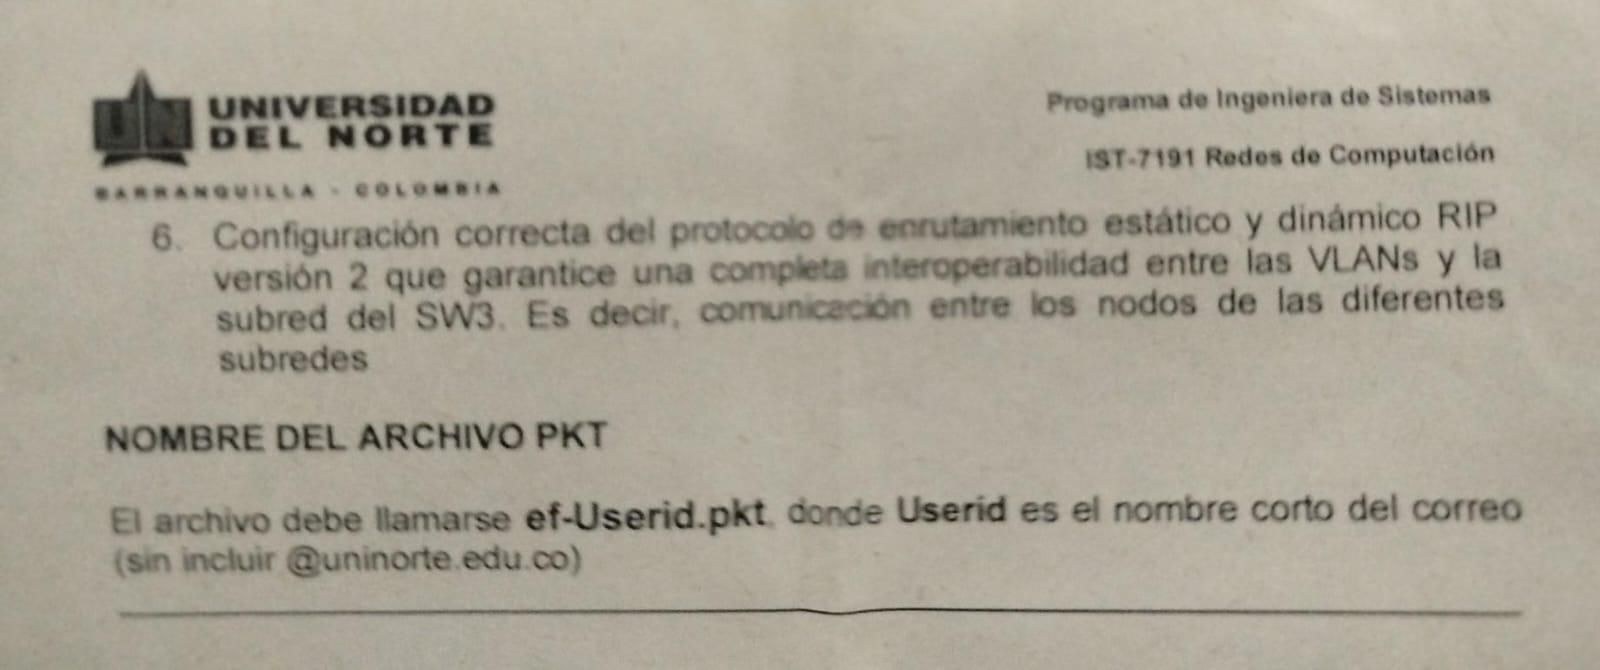 UNIVERSIDAD
DEL NORTE
BARRANQUILLA - COLOMBIA
Programa de Ingeniera de Sistemas
IST-7191 Redes de Computación
6. Configuración correcta del protocolo de enrutamiento estático y dinámico RIP
versión 2 que garantice una completa interoperabilidad entre las VLANs y la
subred del SW3. Es decir, comunicación entre los nodos de las diferentes
subredes
NOMBRE DEL ARCHIVO PKT
El archivo debe llamarse ef-Userid.pkt, donde Userid es el nombre corto del correo
(sin incluir @uninorte.edu.co)